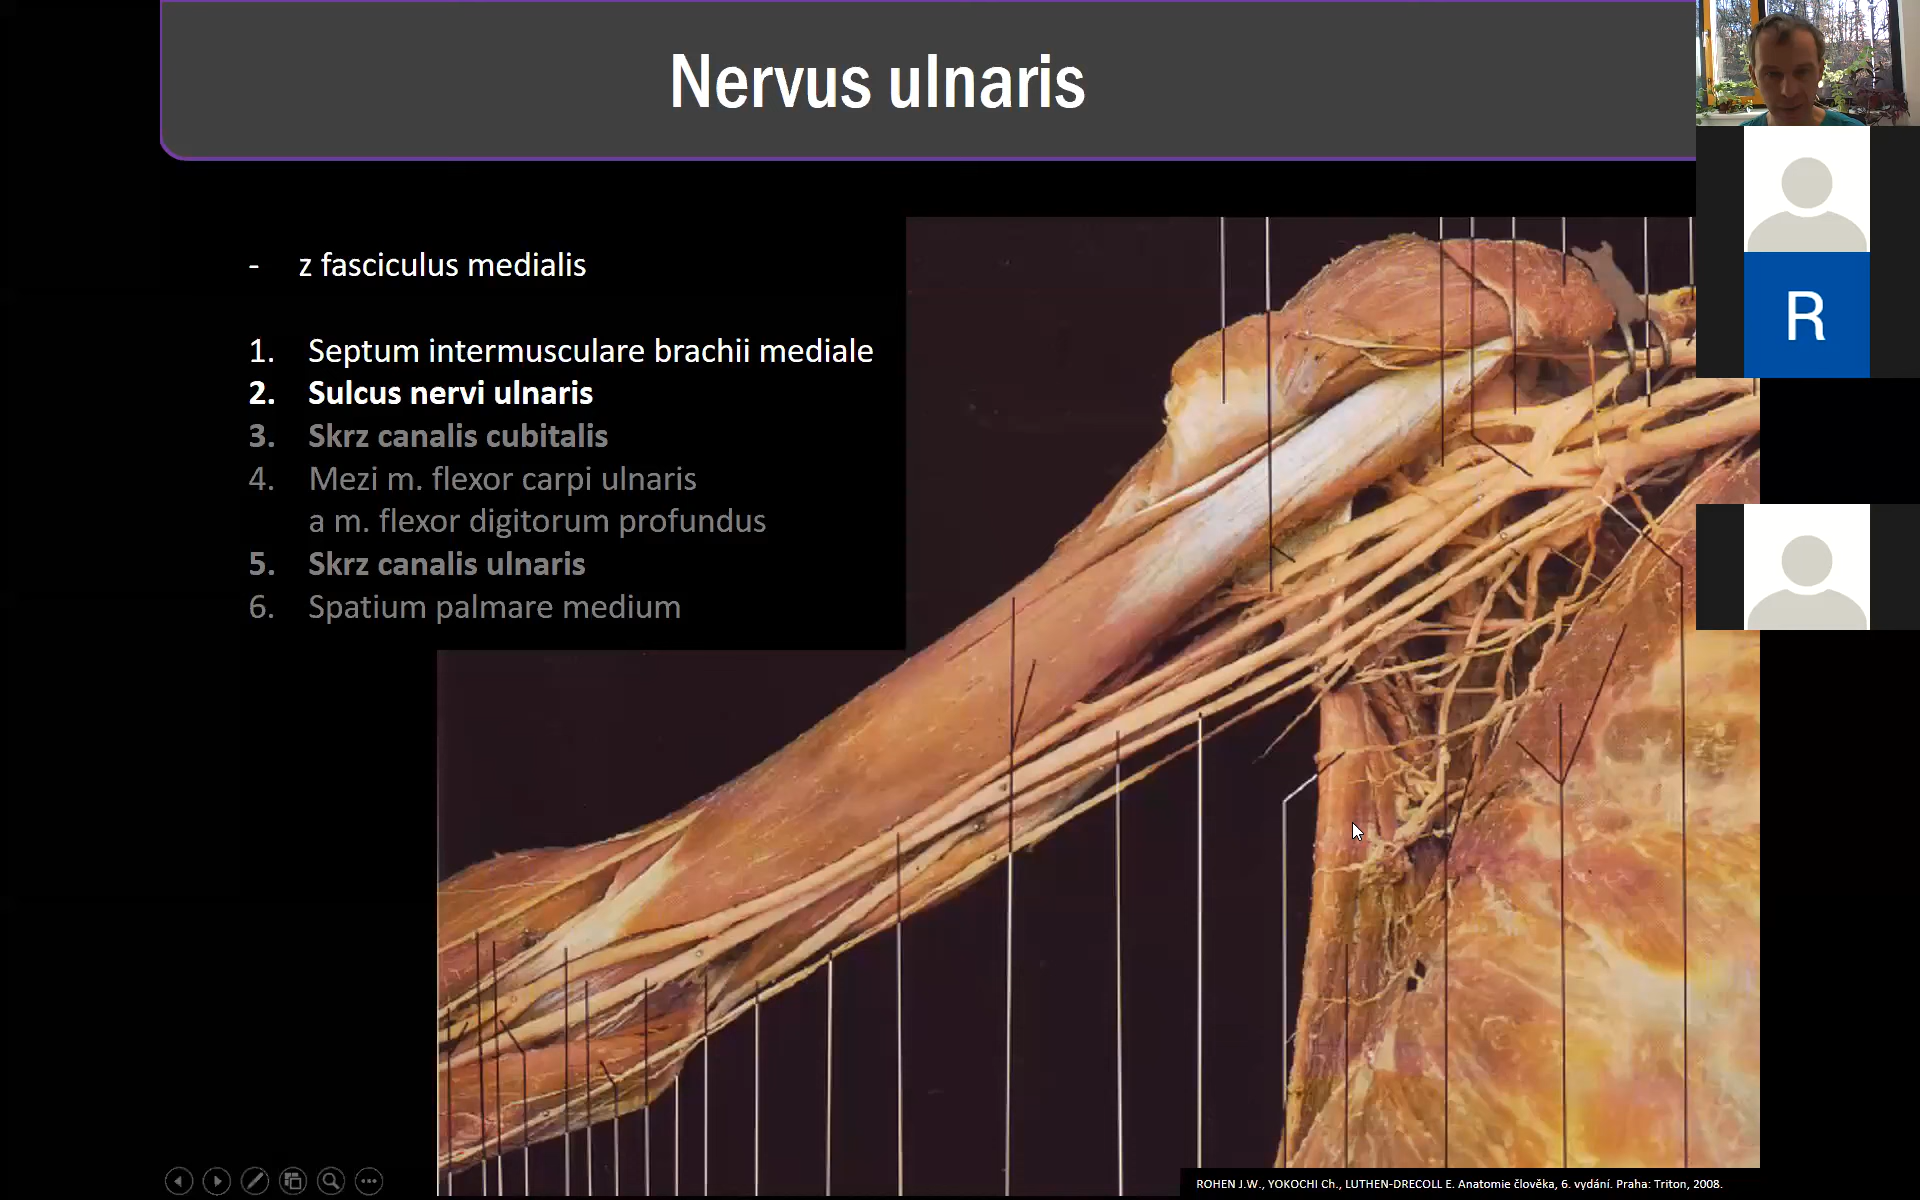 Nervus ulnaris
- z fasciculus medialis
1. Septum intermusculare brachii mediale
2. Sulcus nervi ulnaris
3. Skrz canalis cubitalis
4. Mezi m. flexor carpi ulnaris
a m. flexor digitorum profundus
5. Skrz canalis ulnaris
6. Spatium palmare medium
R
ROHEN J.W., YOKOCHI Ch., LUTHEN-DRECOLL E. Anatomie člověka, 6. vydání. Praha: Triton, 2008.